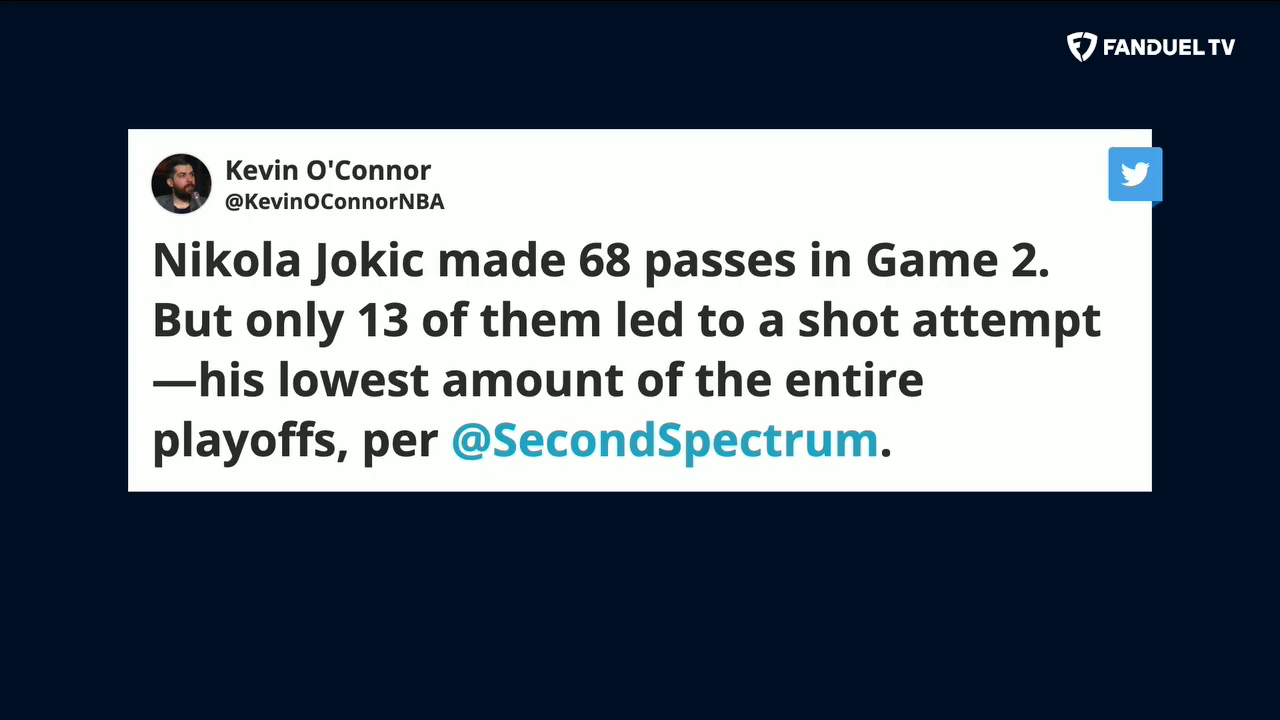 FANDUEL TV
Kevin O'Connor
@KevinOConnorNBA
Nikola Jokic made 68 passes in Game 2.
But only 13 of them led to a shot attempt
—his lowest amount of the entire
playoffs, per @SecondSpectrum.